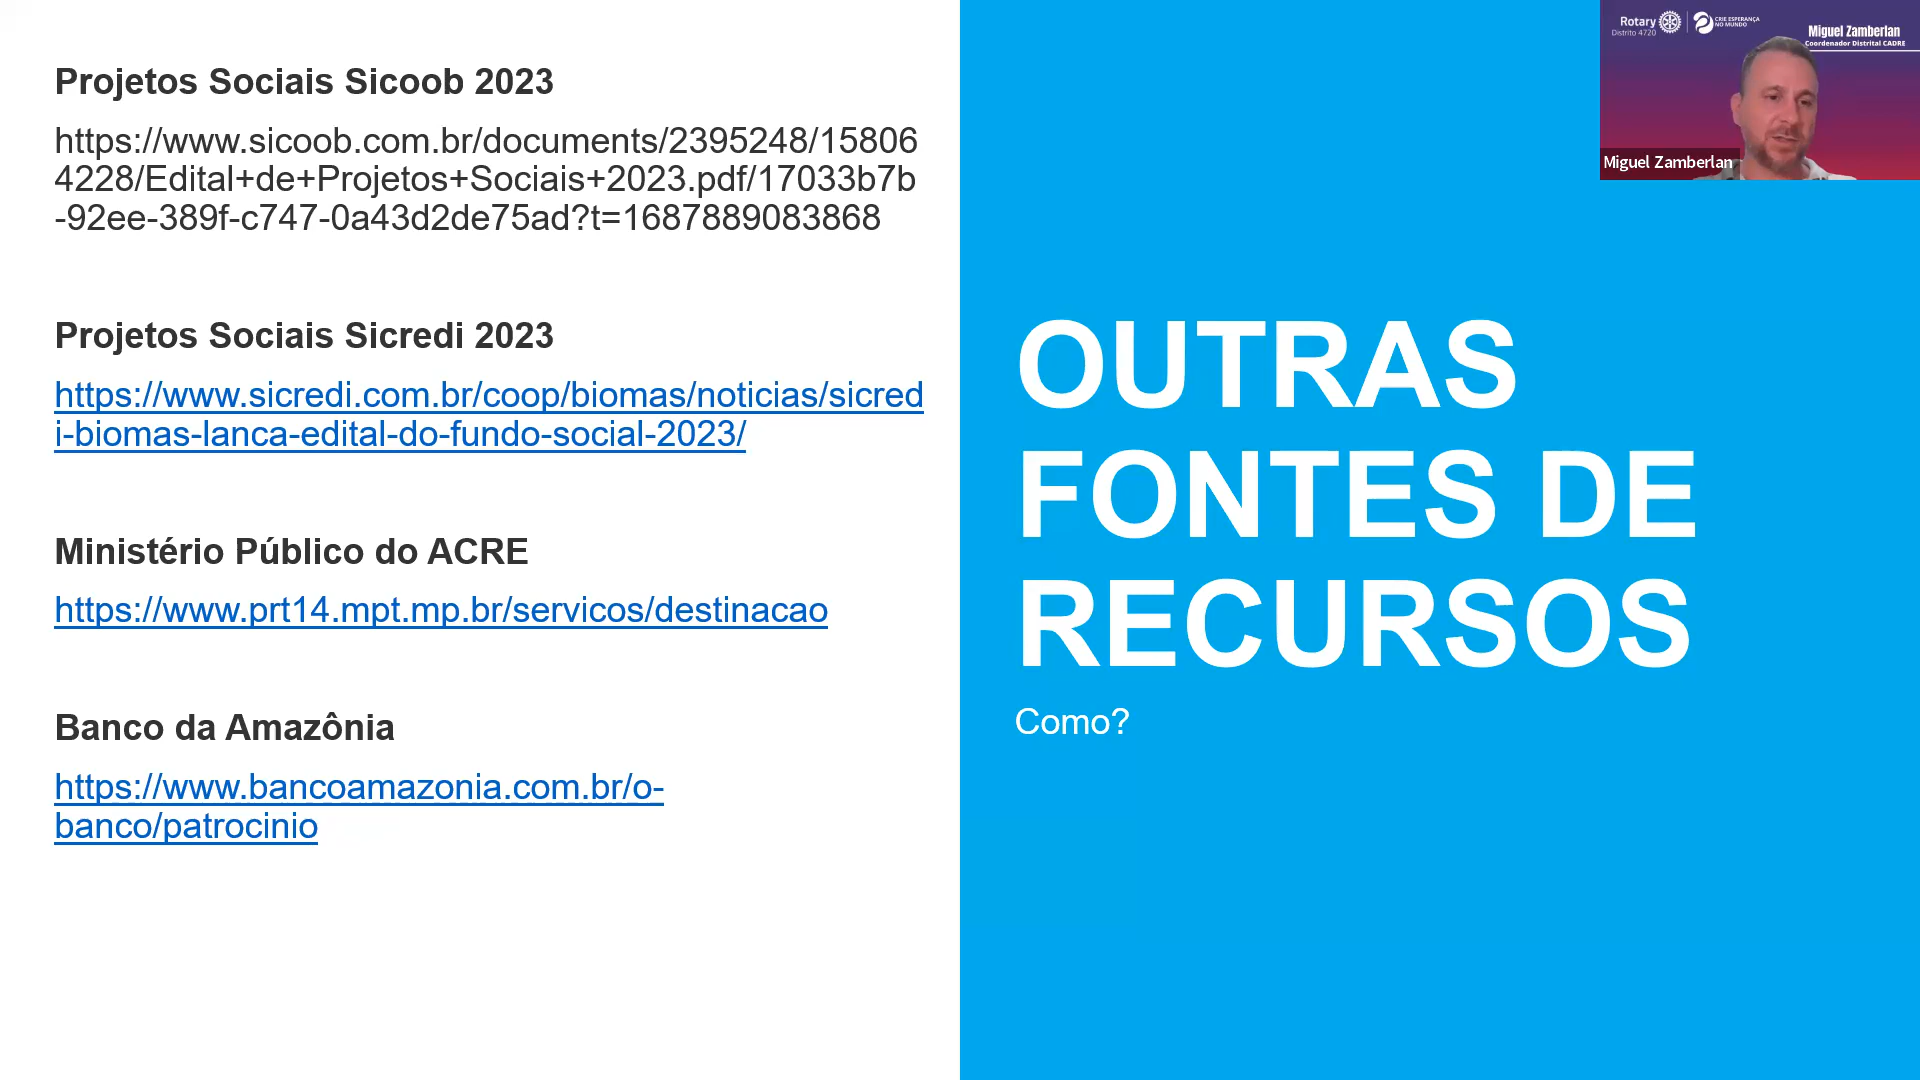 Projetos Sociais Sicoob 2023
https://www.sicoob.com.br/documents/2395248/15806
4228/Edital+de+Projetos+Sociais+2023.pdf/17033b7b
-92ee-389f-c747-0a43d2de75ad?t=1687889083868
Projetos Sociais Sicredi 2023
https://www.sicredi.com.br/coop/biomas/noticias/sicred
i-biomas-lanca-edital-do-fundo-social-2023/
Ministério Público do ACRE
https://www.prt14.mpt.mp.br/servicos/destinacao
Banco da Amazônia
https://www.bancoamazonia.com.br/o-
banco/patrocinio
OUTRAS
FONTES DE
RECURSOS
Como?
Rotary
Distrito 4720
CRIE ESPERANÇA
NO MUNDO
Miguel Zamberlan
Coordenador Distrital CADRE
Miguel Zamberlan